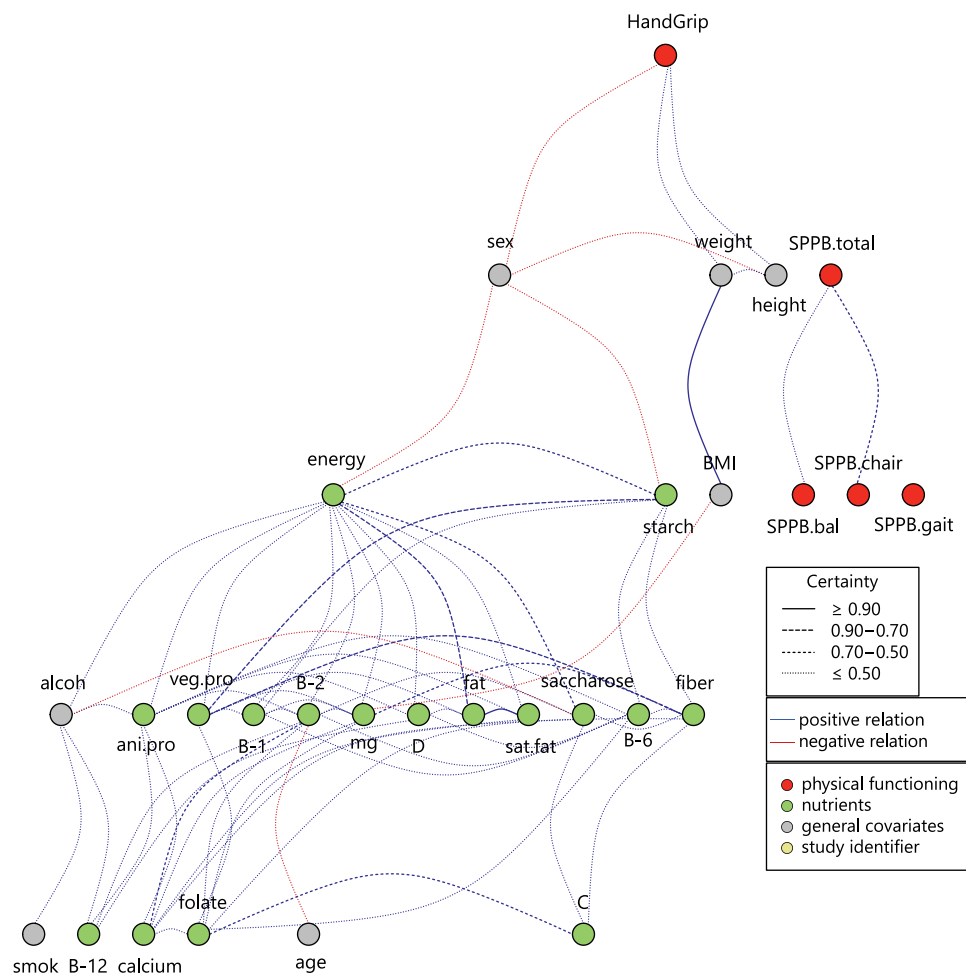 HandGrip
sex
weight
SPPB.total
height
energy
BMI
SPPB.chair
starch
SPPB.bal
SPPB.gait
Certainty
≥ 0.90
0.90–0.70
0.70–0.50
≤ 0.50
alcoh
veg.pro
B-2
fat
saccharose
fiber
ani.pro
B-1
mg
D
sat.fat
B-6
positive relation
negative relation
physical functioning
nutrients
general covariates
study identifier
folate
C
smok
B-12
calcium
age